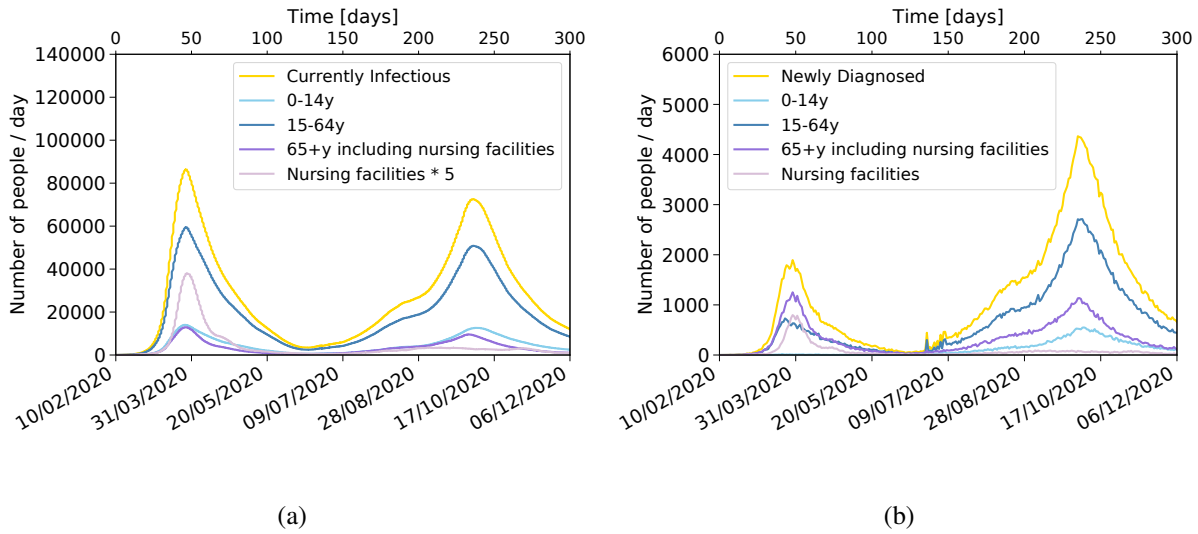 Time [days]
0 50 100 150 200 250 300
140000
120000
100000
80000
60000
40000
20000
0
Number of people / day
Currently Infectious
0-14y
15-64y
65+y including nursing facilities
Nursing facilities * 5
10/02/2020
31/03/2020
20/05/2020
09/07/2020
28/08/2020
17/10/2020
06/12/2020
(a)
Time [days]
0 50 100 150 200 250 300
6000
5000
4000
3000
2000
1000
0
Number of people / day
Newly Diagnosed
0-14y
15-64y
65+y including nursing facilities
Nursing facilities
10/02/2020
31/03/2020
20/05/2020
09/07/2020
28/08/2020
17/10/2020
06/12/2020
(b)